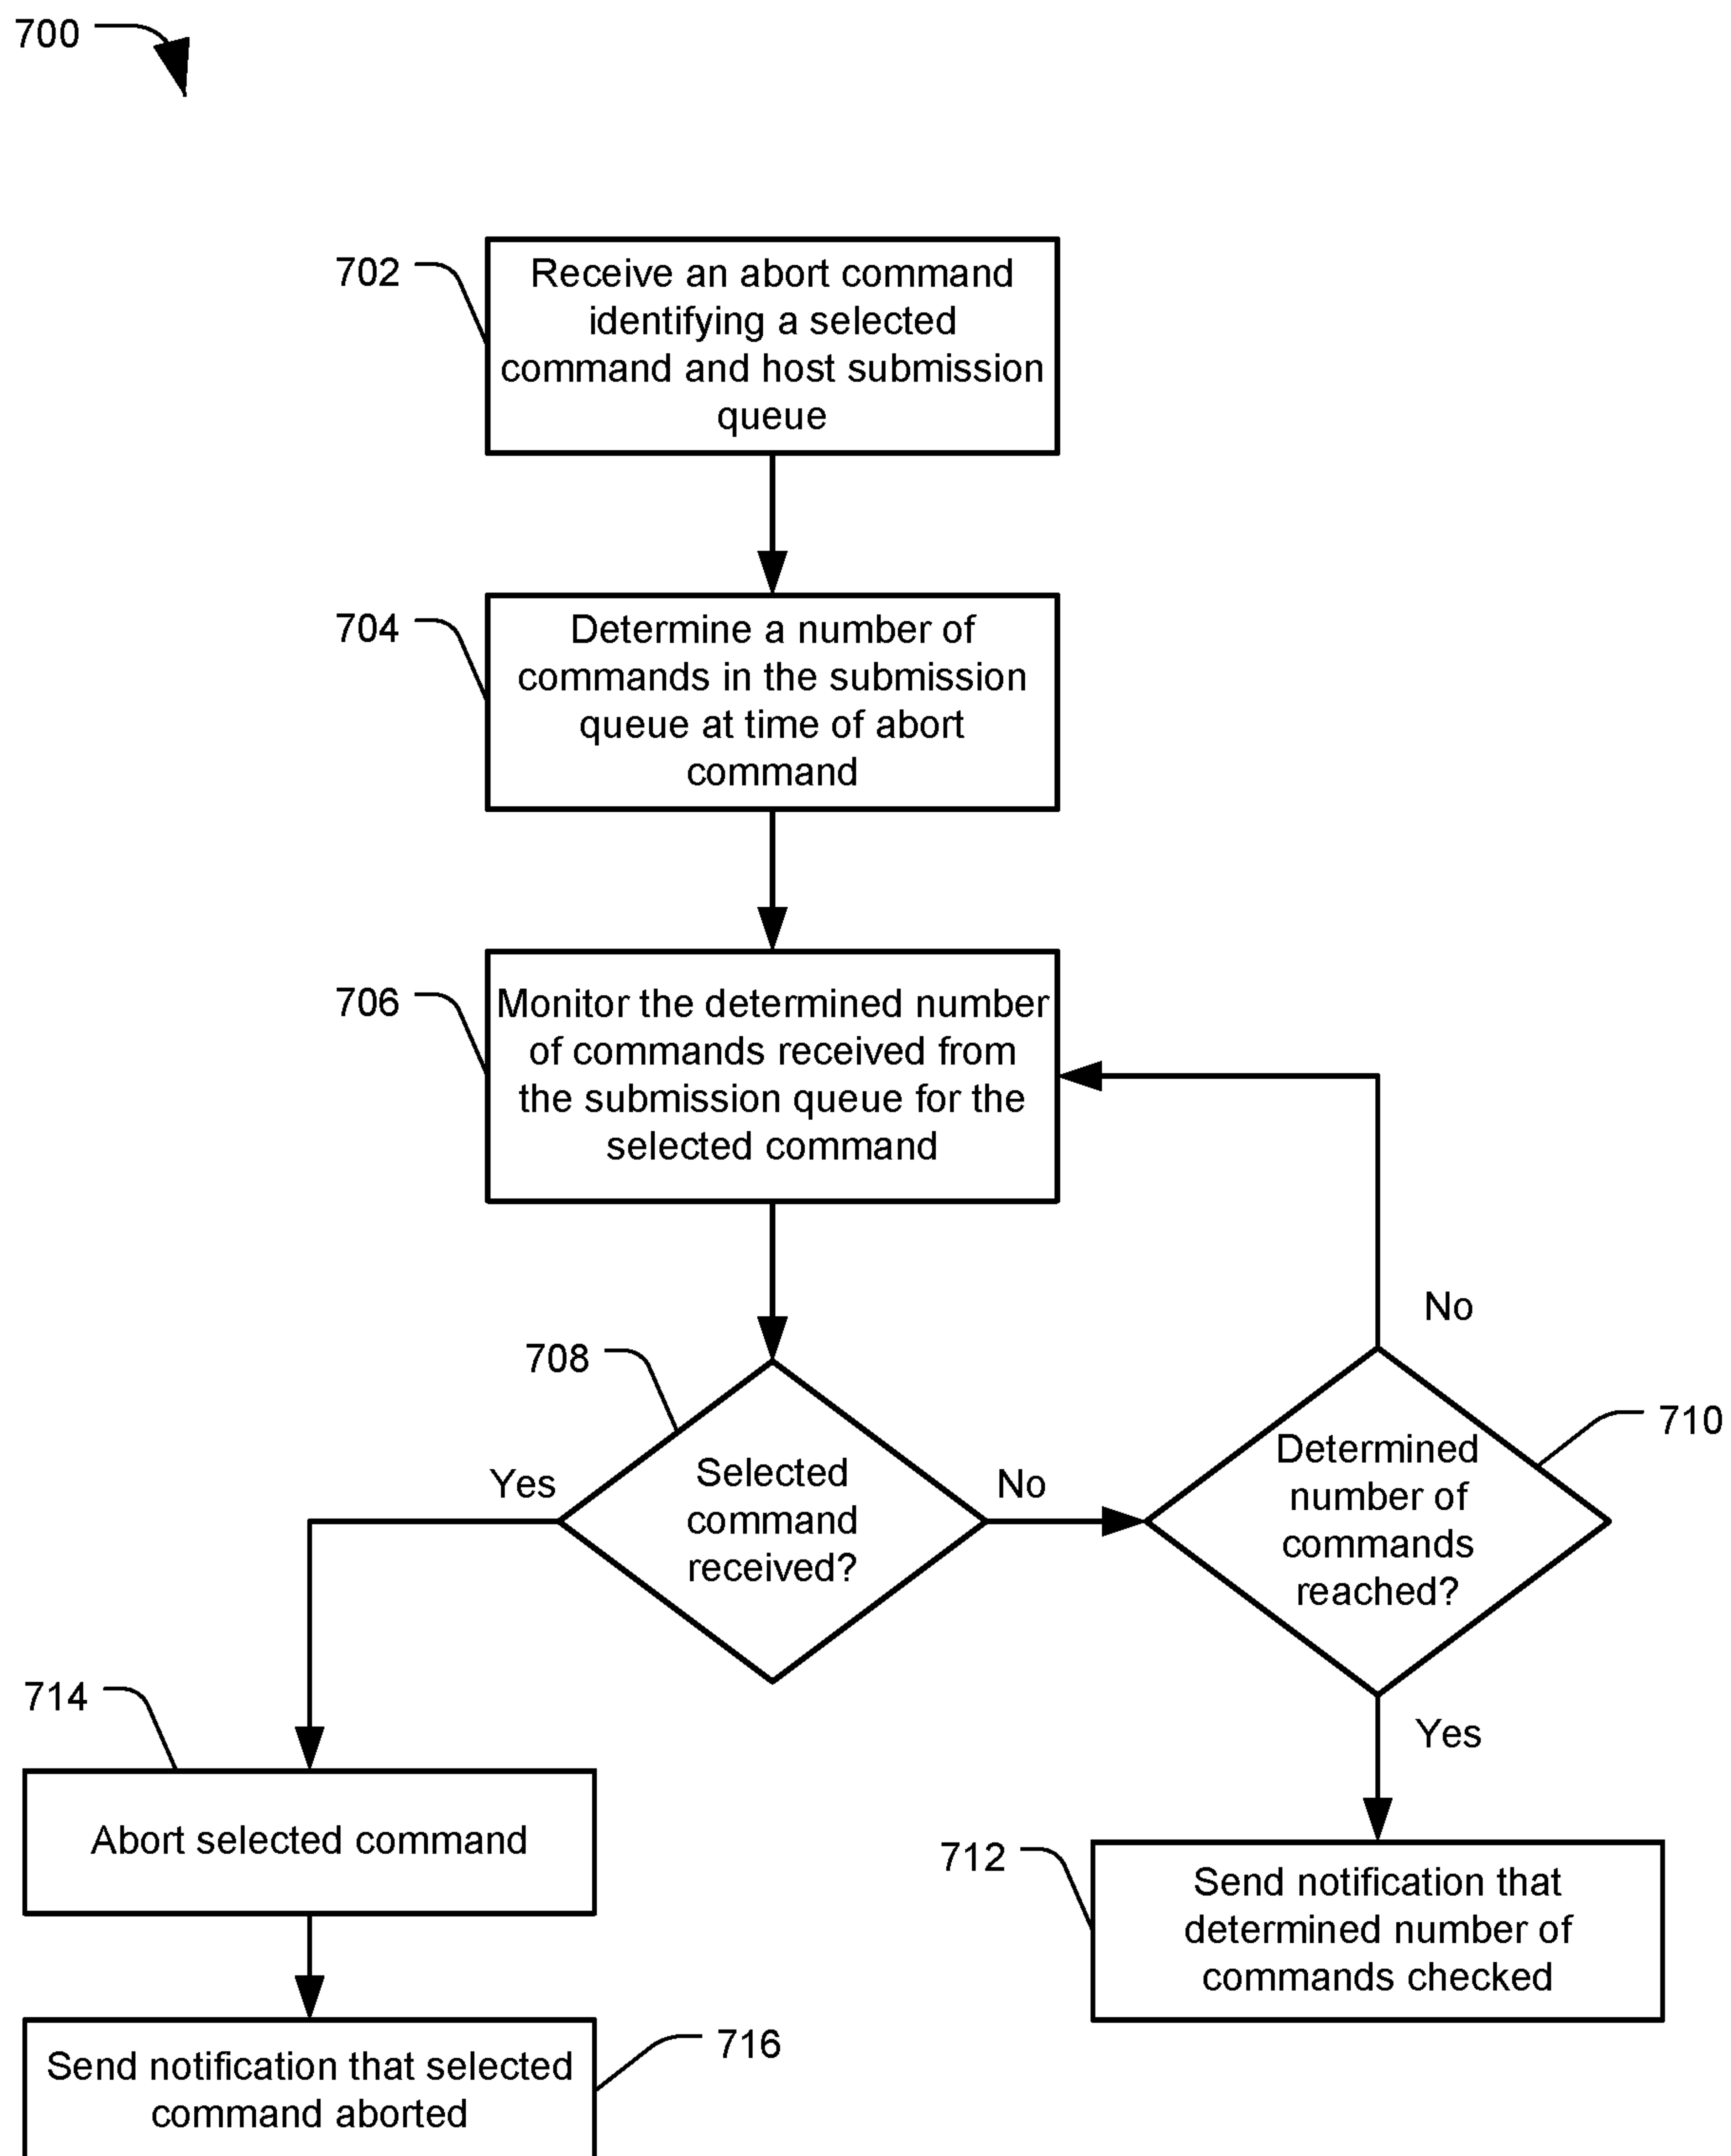 700
702
Receive an abort command
identifying a selected
command and host submission
queue
704
Determine a number of
commands in the submission
queue at time of abort
command
706
Monitor the determined number
of commands received from
the submission queue for the
selected command
No
708
710
Selected
command
received?
Yes
No
Determined
number of
commands
reached?
Yes
714
Abort selected command
712
Send notification that
determined number of
commands checked
716
Send notification that selected
command aborted